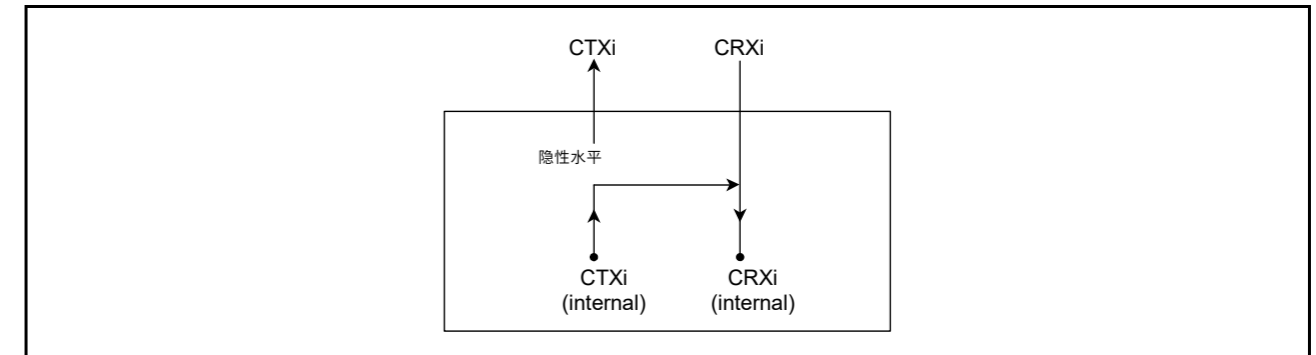 CTXi CRXi
隐性水平
CTXi CRXi
(internal) (internal)